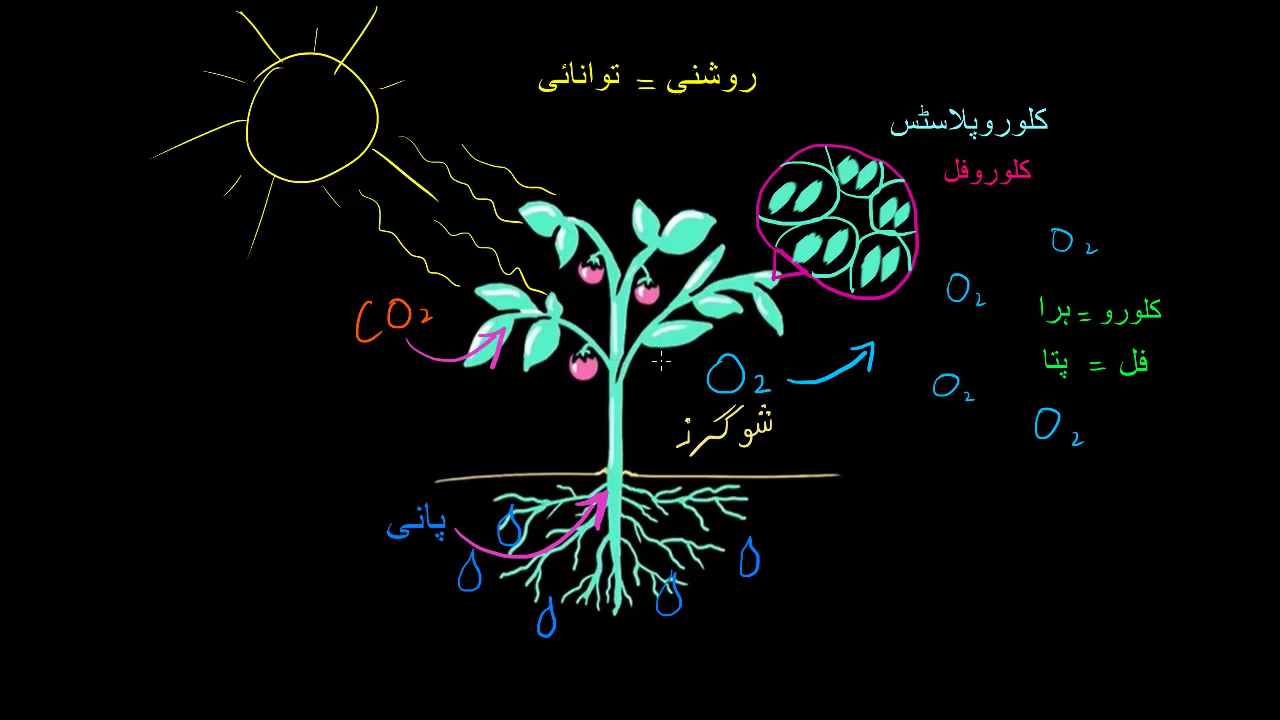 روشنی = توانائی
کلوروپلاسٹس
کلوروفل
O2
O2
CO2
کلورو = ہرا
فل = پتا
O2
O2
O2
شوگرز
پانی